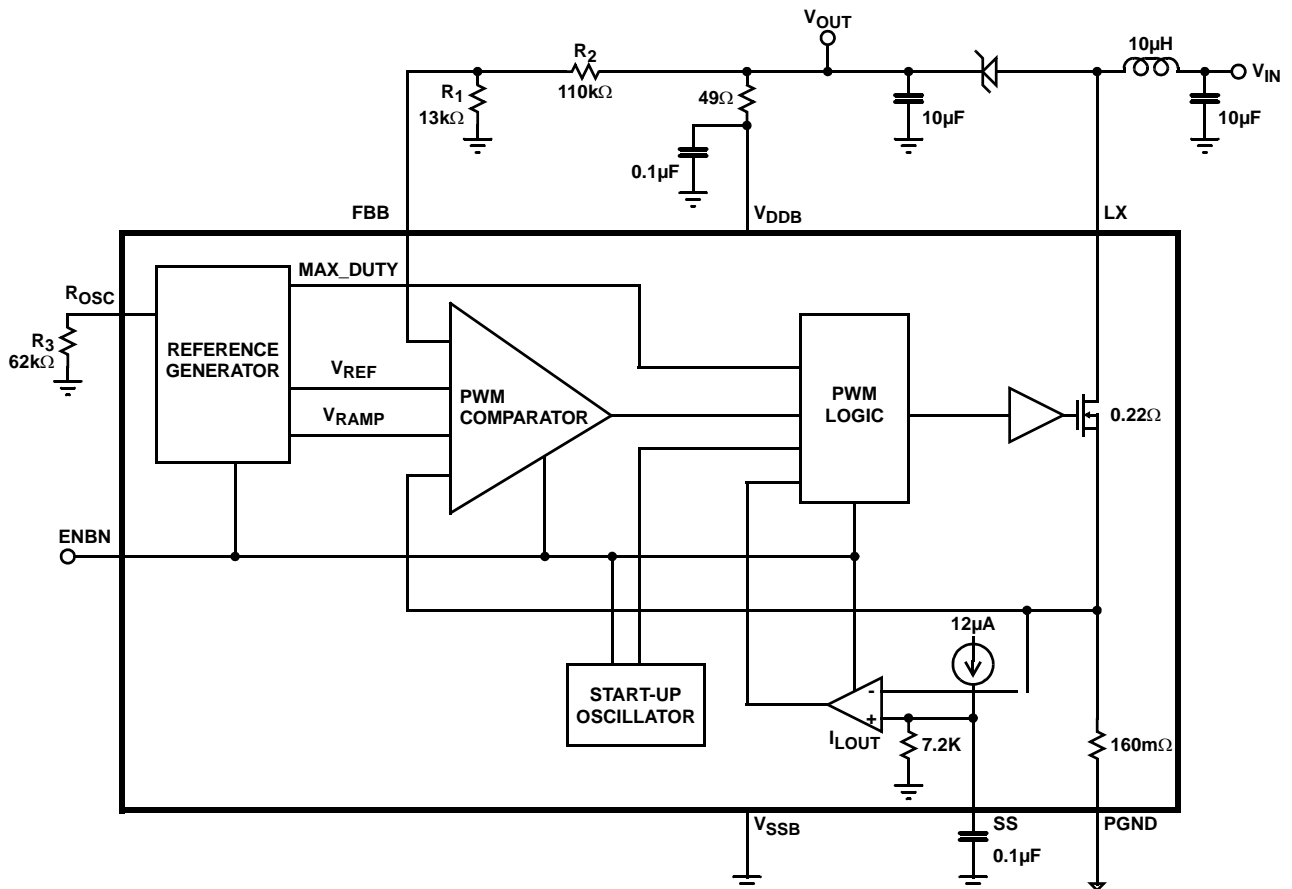 VOUT
10µH
R2
VIN
R1
110kΩ
49Ω
13kΩ
10µF
10µF
0.1µF
FBB
VDDB
LX
MAX_DUTY
ROSC
R3
62kΩ
REFERENCE
GENERATOR
VREF
VRAMP
PWM
COMPARATOR
PWM
LOGIC
0.22Ω
ENBN
12µA
START-UP
OSCILLATOR
-
+
ILOUT
7.2K
160mΩ
VSSB
SS
PGND
0.1µF